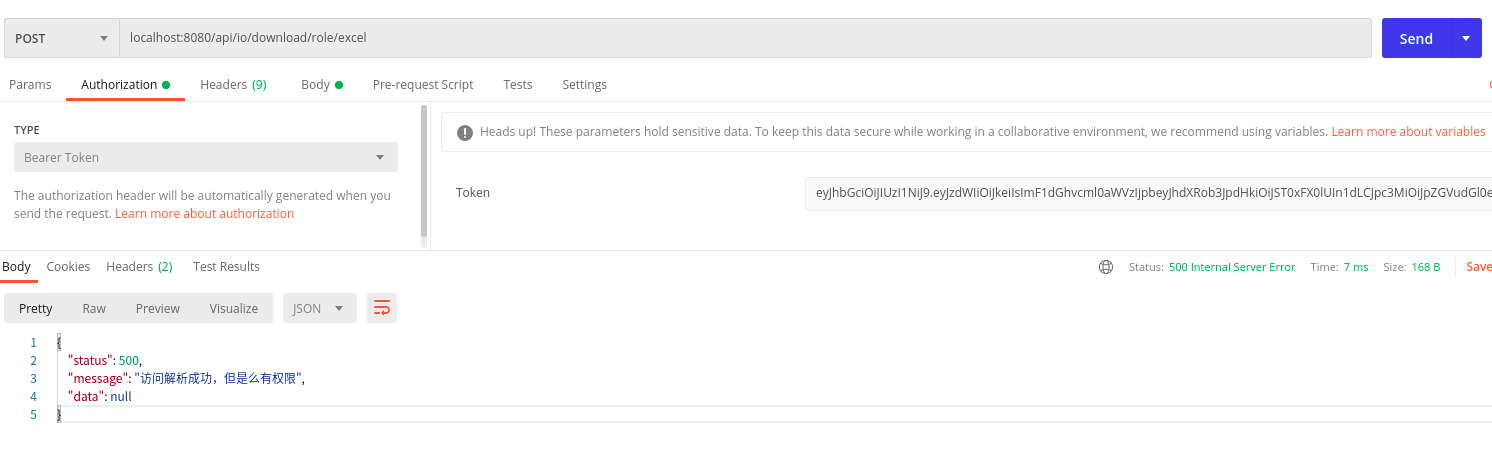 POST localhost:8080/api/io/download/role/excel Send
Params Authorization Headers (9) Body Pre-request Script Tests Settings
TYPE
Bearer Token
The authorization header will be automatically generated when you
send the request. Learn more about authorization
Heads up! These parameters hold sensitive data. To keep this data secure while working in a collaborative environment, we recommend using variables. Learn more about variables
Token
Body Cookies Headers (2) Test Results Status: 500 Internal Server Error Time: 7 ms Size: 168 B Save
Pretty Raw Preview Visualize JSON
1 {
2 "status": 500,
3 "message": "访问解析成功，但是么有权限",
4 "data": null
5 }